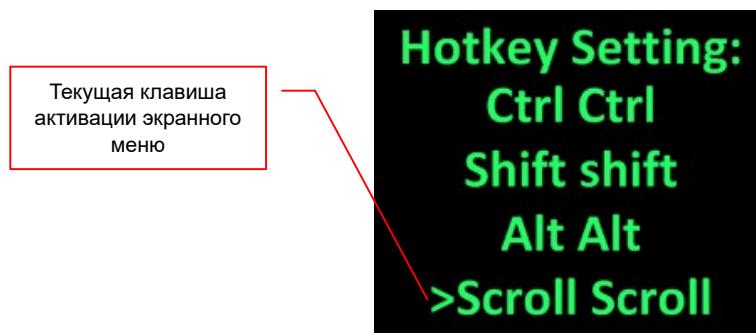 Текущая клавиша
активации экранного
меню
Hotkey Setting:
Ctrl Ctrl
Shift shift
Alt Alt
>Scroll Scroll